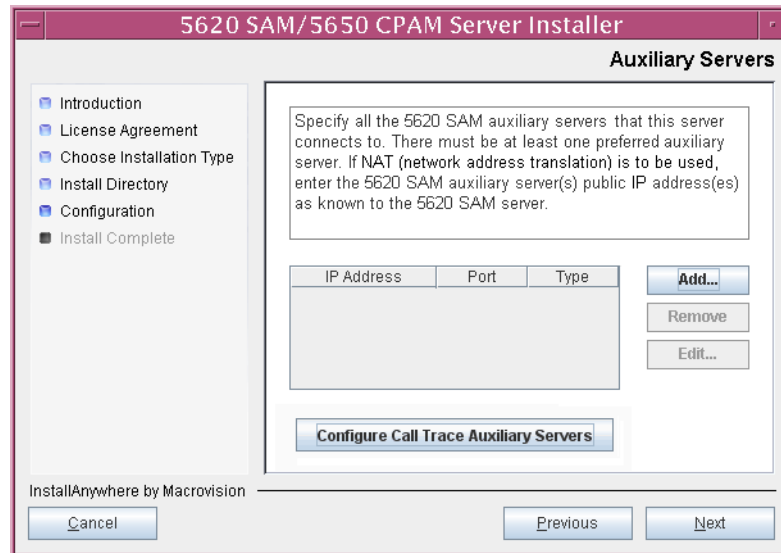 5620 SAM/5650 CPAM Server Installer
Auxiliary Servers
Introduction
License Agreement
Choose Installation Type
Install Directory
Configuration
Install Complete
Specify all the 5620 SAM auxiliary servers that this server
connects to. There must be at least one preferred auxiliary
server. If NAT (network address translation) is to be used,
enter the 5620 SAM auxiliary server(s) public IP address(es)
as known to the 5620 SAM server.
IP Address Port Type
Add...
Remove
Edit...
Configure Call Trace Auxiliary Servers
InstallAnywhere by Macrovision
Cancel Previous Next